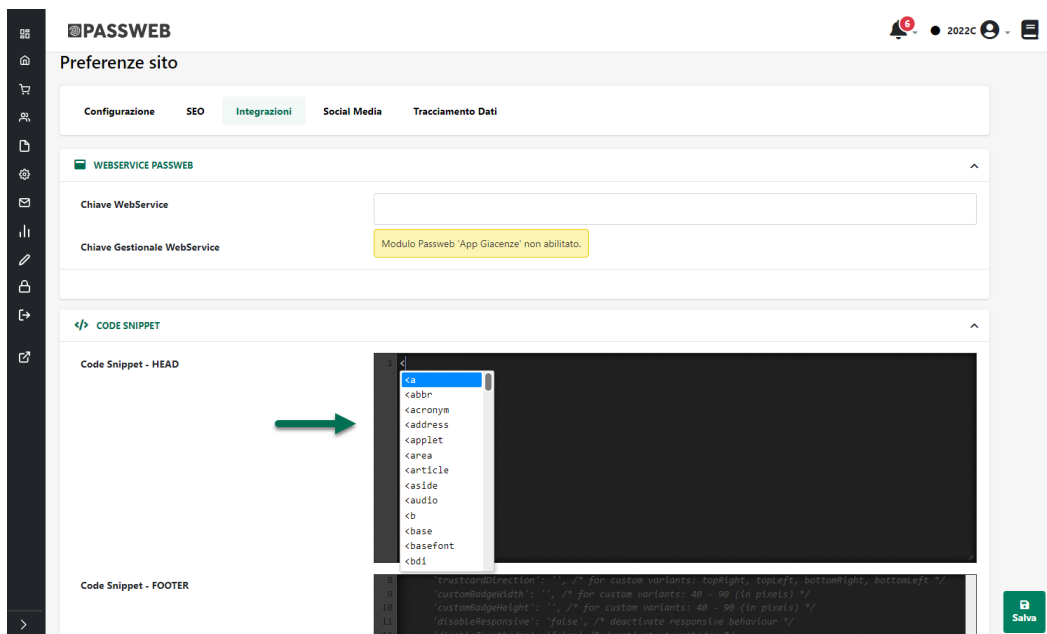 PASSWEB
6
2022C
Preferenze sito
Configurazione SEO Integrazioni Social Media Tracciamento Dati
WEBSERVICE PASSWEB
Chiave WebService
Chiave Gestionale WebService
Modulo Passweb 'App Giacenze' non abilitato.
</> CODE SNIPPET
Code Snippet - HEAD
1 <
<a
<abbr
<acronym
<address
<applet
<area
<article
<aside
<audio
<b
<base
<basefont
<bdi
Code Snippet - FOOTER
8 'trustcardDirection': '', /* for custom variants: topRight, topLeft, bottomRight, bottomLeft */
9 'customBadgeWidth': '', /* for custom variants: 40 - 90 (in pixels) */
10 'customBadgeHeight': '', /* for custom variants: 40 - 90 (in pixels) */
11 'disableResponsive': 'false', /* deactivate responsive behaviour */
Salva